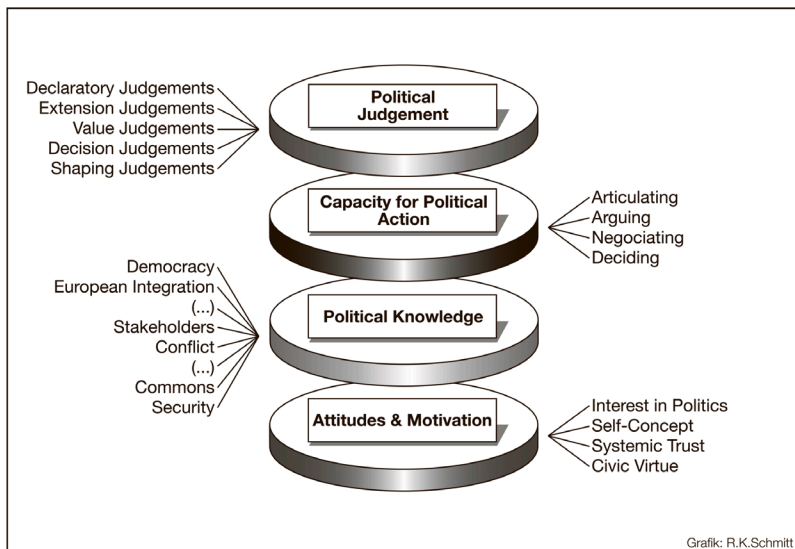 Declaratory Judgements
Extension Judgements
Value Judgements
Decision Judgements
Shaping Judgements
Political
Judgement
Capacity for Political
Action
Articulating
Arguing
Negociating
Deciding
Democracy
European Integration
(...)
Stakeholders
Conflict
(...)
Commons
Security
Political Knowledge
Attitudes & Motivation
Interest in Politics
Self-Concept
Systemic Trust
Civic Virtue
Grafik: R.K.Schmitt